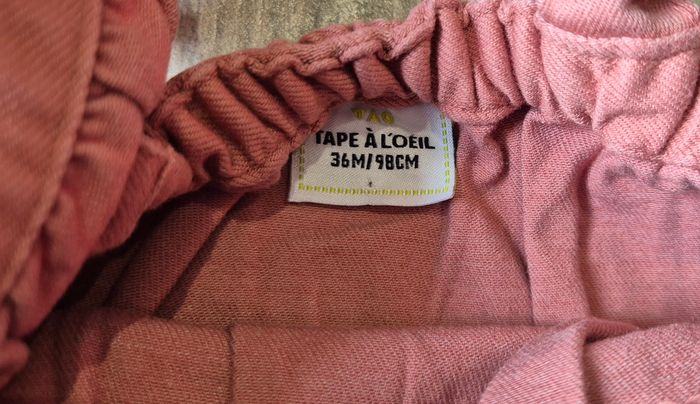 TAO
TAPE À L'OEIL
36M/98CM